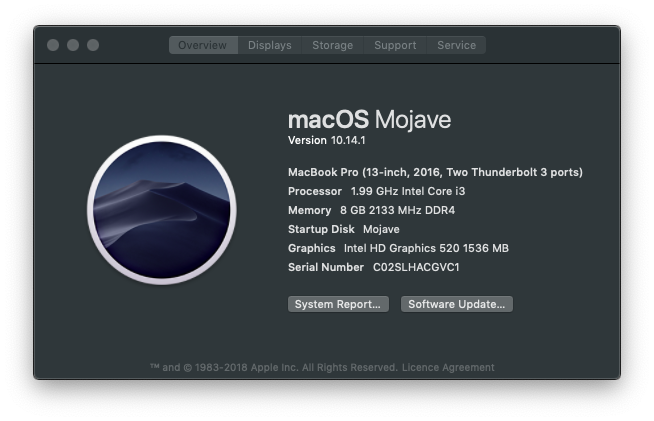 Overview Displays Storage Support Service
macOS Mojave
Version 10.14.1
MacBook Pro (13-inch, 2016, Two Thunderbolt 3 ports)
Processor 1.99 GHz Intel Core i3
Memory 8 GB 2133 MHz DDR4
Startup Disk Mojave
Graphics Intel HD Graphics 520 1536 MB
Serial Number C02SLHACGVC1
System Report... Software Update...
™ and © 1983-2018 Apple Inc. All Rights Reserved. Licence Agreement